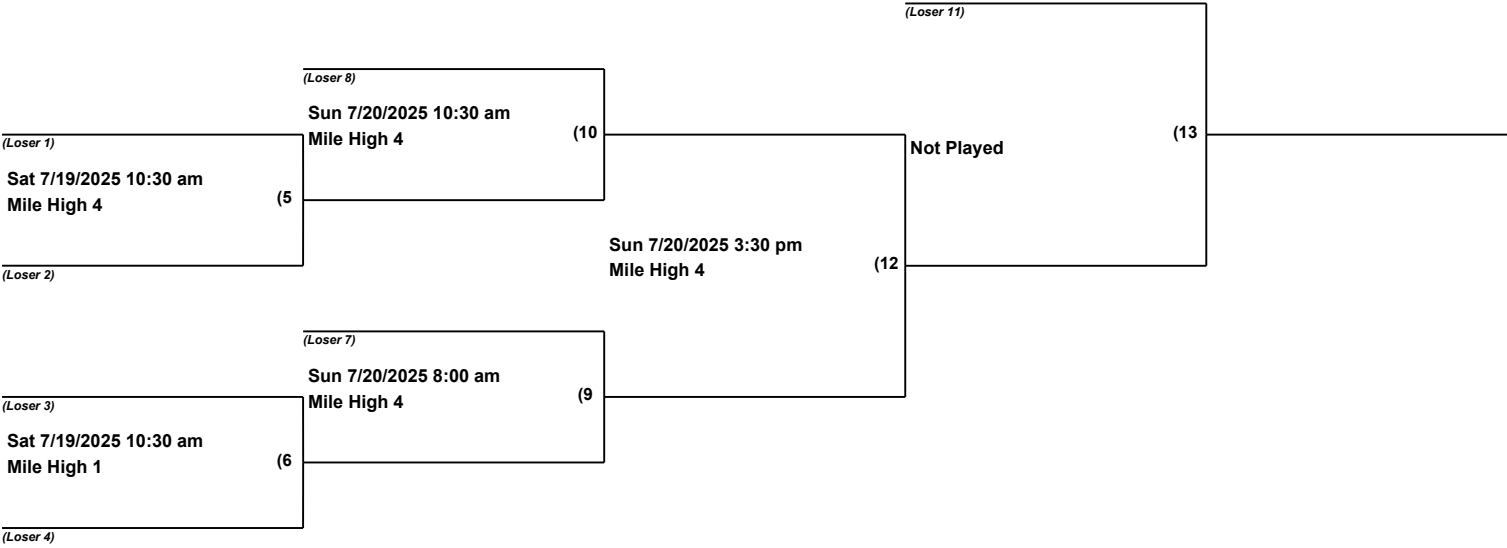 (Loser 11)
(Loser 8)
Sun 7/20/2025 10:30 am
Mile High 4
(10
(Loser 1)
Not Played
(13
Sat 7/19/2025 10:30 am
Mile High 4
(5
Sun 7/20/2025 3:30 pm
Mile High 4
(12
(Loser 2)
(Loser 7)
Sun 7/20/2025 8:00 am
Mile High 4
(9
(Loser 3)
Sat 7/19/2025 10:30 am
Mile High 1
(6
(Loser 4)